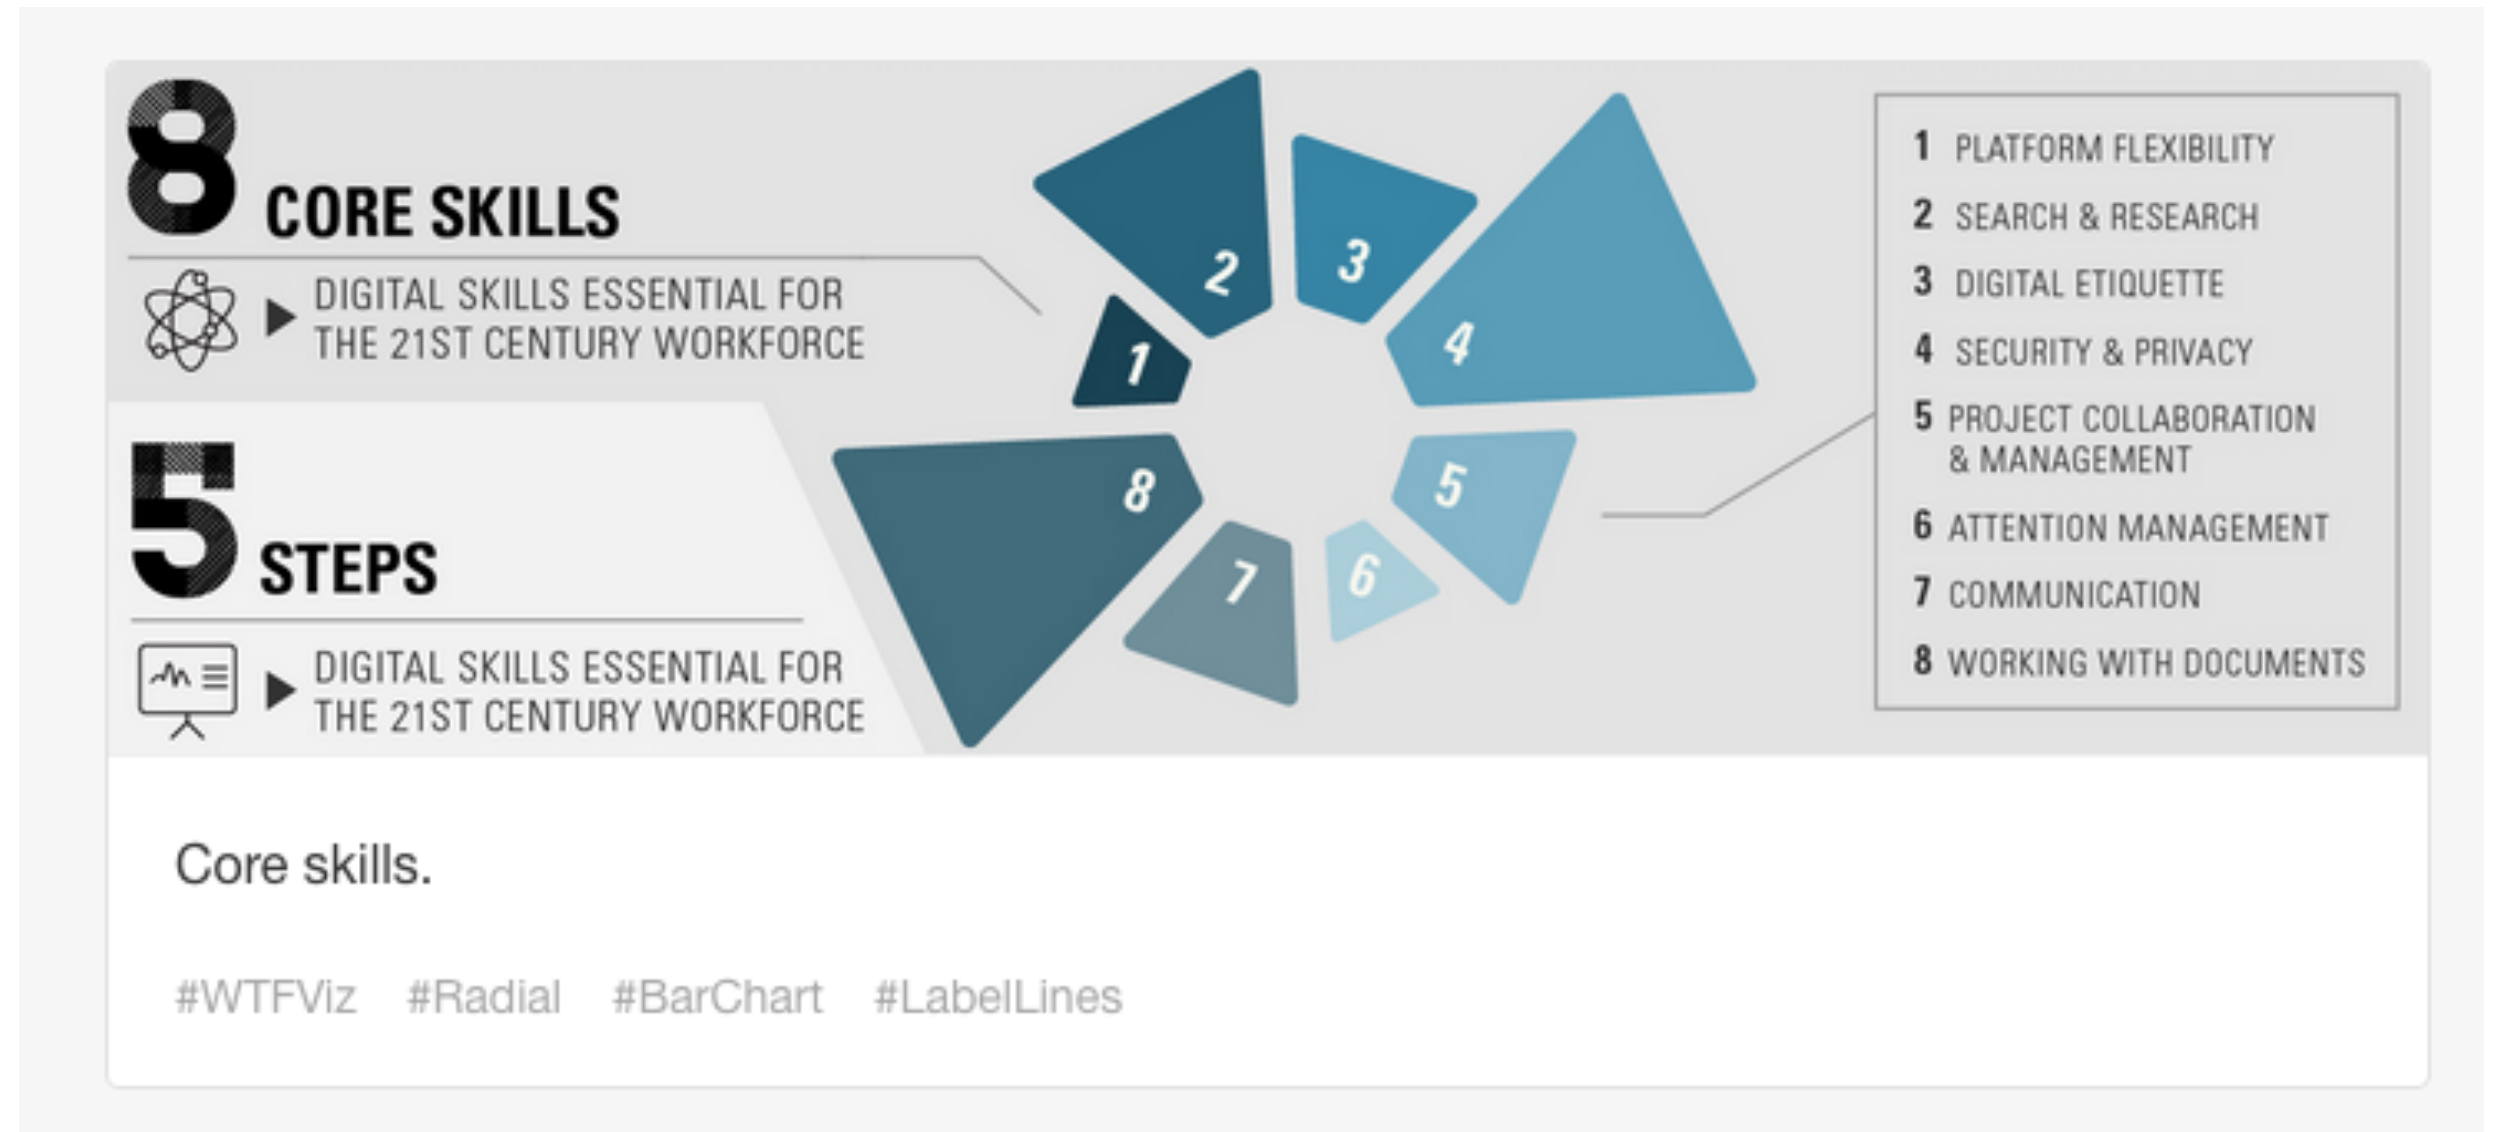 8 CORE SKILLS
DIGITAL SKILLS ESSENTIAL FOR
THE 21ST CENTURY WORKFORCE
5 STEPS
DIGITAL SKILLS ESSENTIAL FOR
THE 21ST CENTURY WORKFORCE
1
2
3
4
5
6
7
8
1 PLATFORM FLEXIBILITY
2 SEARCH & RESEARCH
3 DIGITAL ETIQUETTE
4 SECURITY & PRIVACY
5 PROJECT COLLABORATION
& MANAGEMENT
6 ATTENTION MANAGEMENT
7 COMMUNICATION
8 WORKING WITH DOCUMENTS
Core skills.
#WTFViz #Radial #BarChart #LabelLines